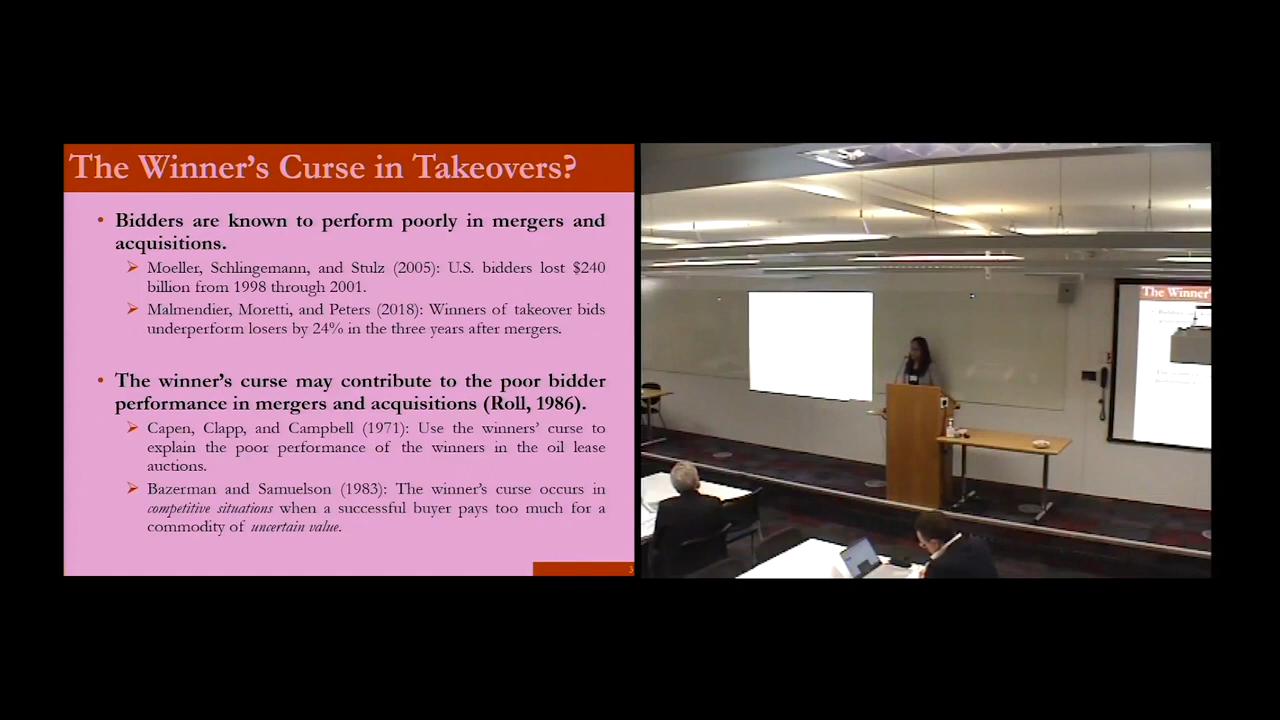 The Winner's Curse in Takeovers?
• Bidders are known to perform poorly in mergers and
acquisitions.
➢ Moeller, Schlingemann, and Stulz (2005): U.S. bidders lost $240
billion from 1998 through 2001.
➢ Malmendier, Moretti, and Peters (2018): Winners of takeover bids
underperform losers by 24% in the three years after mergers.
• The winner's curse may contribute to the poor bidder
performance in mergers and acquisitions (Roll, 1986).
➢ Capen, Clapp, and Campbell (1971): Use the winners' curse to
explain the poor performance of the winners in the oil lease
auctions.
➢ Bazerman and Samuelson (1983): The winner's curse occurs in
competitive situations when a successful buyer pays too much for a
commodity of uncertain value.
3
The Winner'